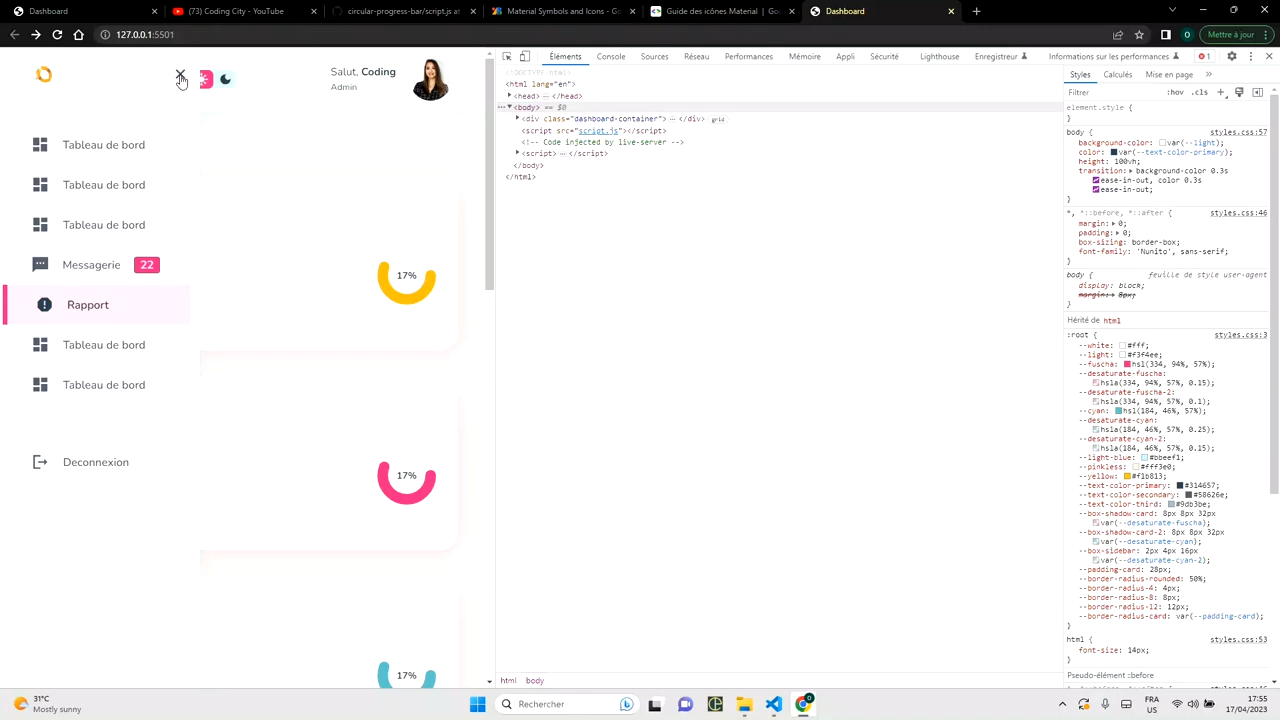 Dashboard
(73) Coding City - YouTube
circular-progress-bar/script.js at
Material Symbols and Icons - Go
Guide des icônes Material | Goo
Dashboard
127.0.0.1:5501
O
Mettre à jour
Éléments
Console
Sources
Réseau
Performances
Mémoire
Appli
Sécurité
Lighthouse
Enregistreur
Informations sur les performances
1
Salut, Coding
Admin
Tableau de bord
Tableau de bord
Tableau de bord
Messagerie 22
Rapport
Tableau de bord
Tableau de bord
Deconnexion
17%
17%
17%
<!DOCTYPE html>
<html lang="en">
<head> … </head>
<body> == $0
<div class="dashboard-container"> … </div> grid
<script src="script.js"></script>
<!-- Code injected by live-server -->
<script> … </script>
</body>
</html>
html body
Styles Calculés Mise en page »
Filtrer :hov .cls +
element.style {
}
body { styles.css:57
background-color: var(--light);
color: var(--text-color-primary);
height: 100vh;
transition: background-color 0.3s
ease-in-out, color 0.3s
ease-in-out;
}
*, *::before, *::after { styles.css:46
margin: 0;
padding: 0;
box-sizing: border-box;
font-family: 'Nunito', sans-serif;
}
body { feuille de style user-agent
display: block;
margin: 8px;
}
Hérité de html
:root { styles.css:3
--white: #fff;
--light: #f3f4ee;
--fuscha: hsl(334, 94%, 57%);
--desaturate-fuscha:
hsla(334, 94%, 57%, 0.15);
--desaturate-fuscha-2:
hsla(334, 94%, 57%, 0.1);
--cyan: hsl(184, 46%, 57%);
--desaturate-cyan:
hsla(184, 46%, 57%, 0.25);
--desaturate-cyan-2:
hsla(184, 46%, 57%, 0.15);
--light-blue: #bbeef1;
--pinkless: #fff3e0;
--yellow: #f1b813;
--text-color-primary: #314657;
--text-color-secondary: #58626e;
--text-color-third: #9db3be;
--box-shadow-card: 8px 8px 32px
var(--desaturate-fuscha);
--box-shadow-card-2: 8px 8px 32px
var(--desaturate-cyan);
--box-sidebar: 2px 4px 16px
var(--desaturate-cyan-2);
--padding-card: 28px;
--border-radius-rounded: 50%;
--border-radius-4: 4px;
--border-radius-8: 8px;
--border-radius-12: 12px;
--border-radius-card: var(--padding-card);
}
html { styles.css:53
font-size: 14px;
}
Pseudo-élément ::before
31°C
Mostly sunny
Rechercher
FRA
US
17:55
17/04/2023